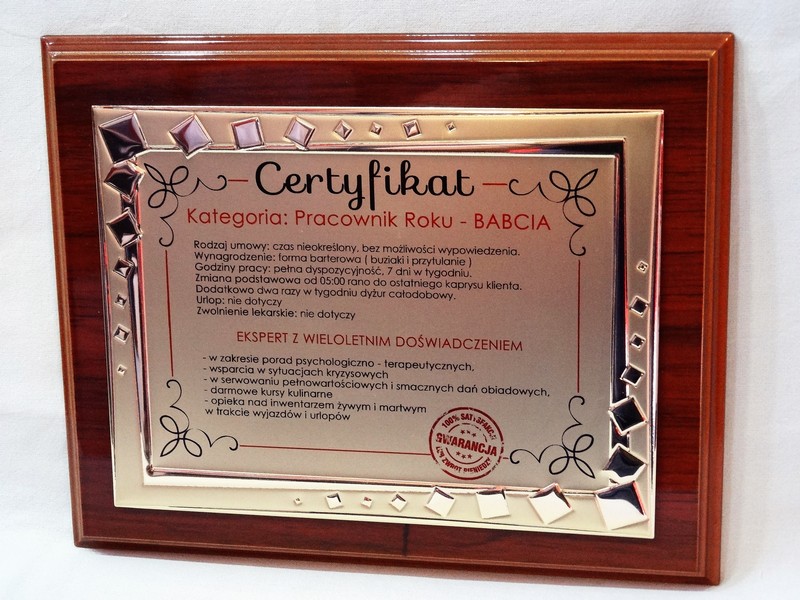 Certyfikat
Kategoria: Pracownik Roku - BABCIA
Rodzaj umowy: czas nieokreślony, bez możliwości wypowiedzenia.
Wynagrodzenie: forma barterowa ( buziaki i przytulanie )
Godziny pracy: pełna dyspozycyjność, 7 dni w tygodniu.
Zmiana podstawowa od 05:00 rano do ostatniego kaprysu klienta.
Dodatkowo dwa razy w tygodniu dyżur całodobowy.
Urlop: nie dotyczy
Zwolnienie lekarskie: nie dotyczy
EKSPERT Z WIELOLETNIM DOŚWIADCZENIEM
- w zakresie porad psychologiczno - terapeutycznych,
- wsparcia w sytuacjach kryzysowych
- w serwowaniu pełnowartościowych i smacznych dań obiadowych,
- darmowe kursy kulinarne
- opieka nad inwentarzem żywym i martwym
w trakcie wyjazdów i urlopów
100% SATYSFAKCJI
GWARANCJA